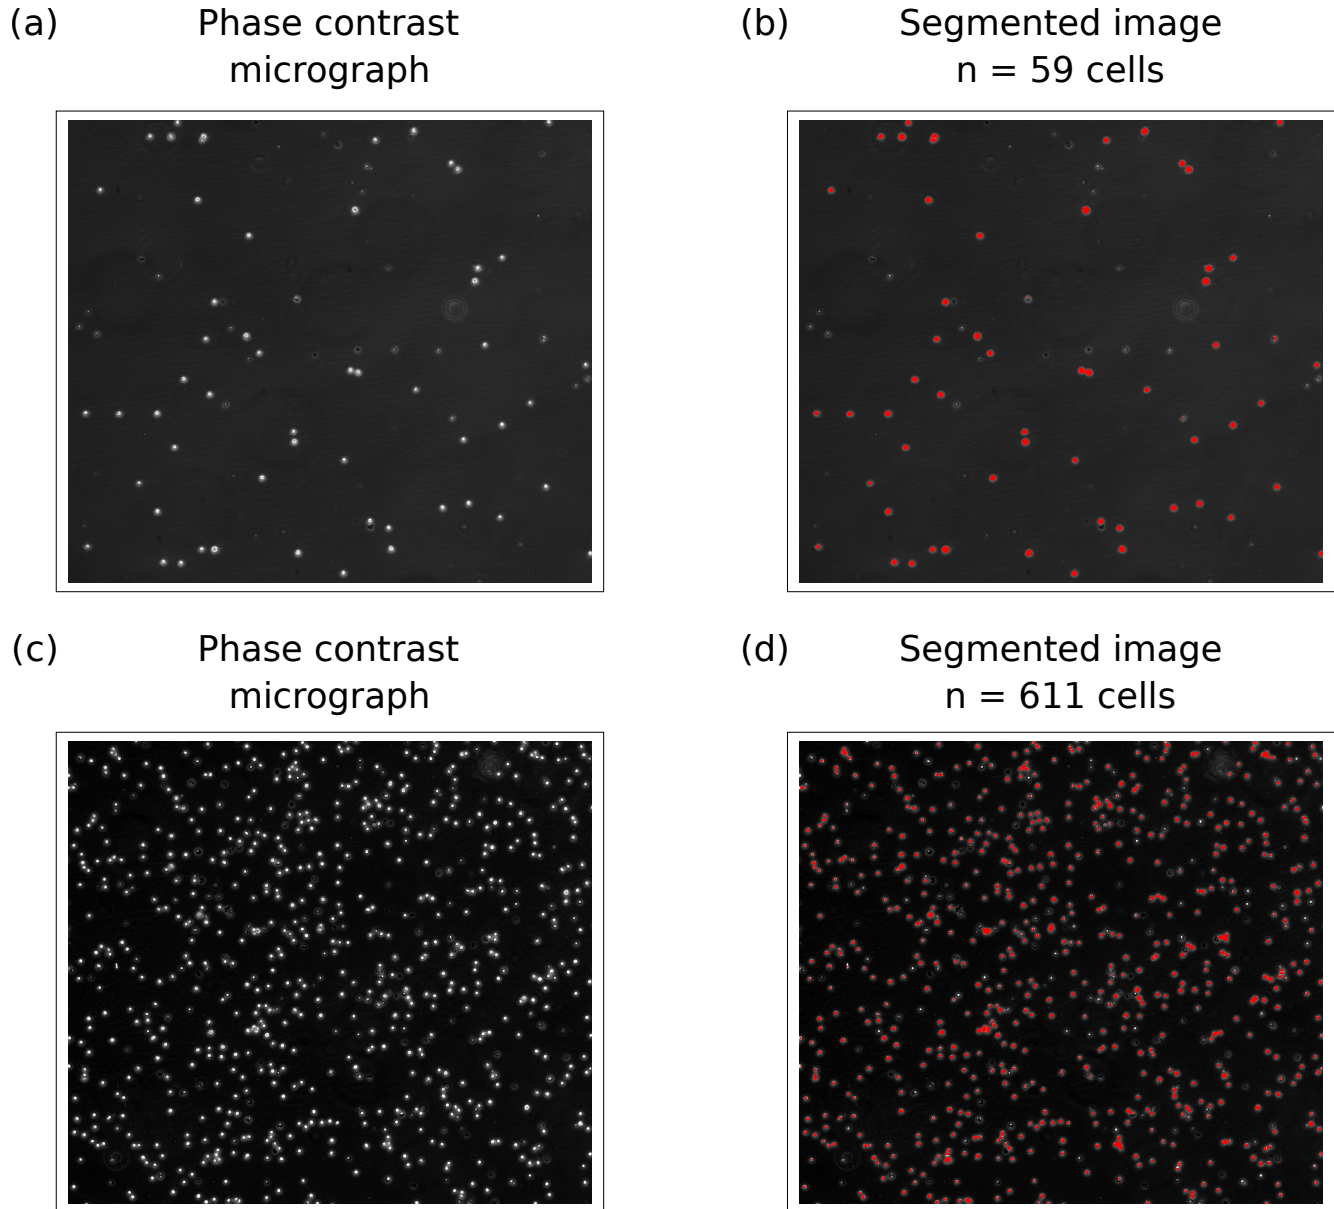 (a) Phase contrast
micrograph
(b) Segmented image
n = 59 cells
(c) Phase contrast
micrograph
(d) Segmented image
n = 611 cells